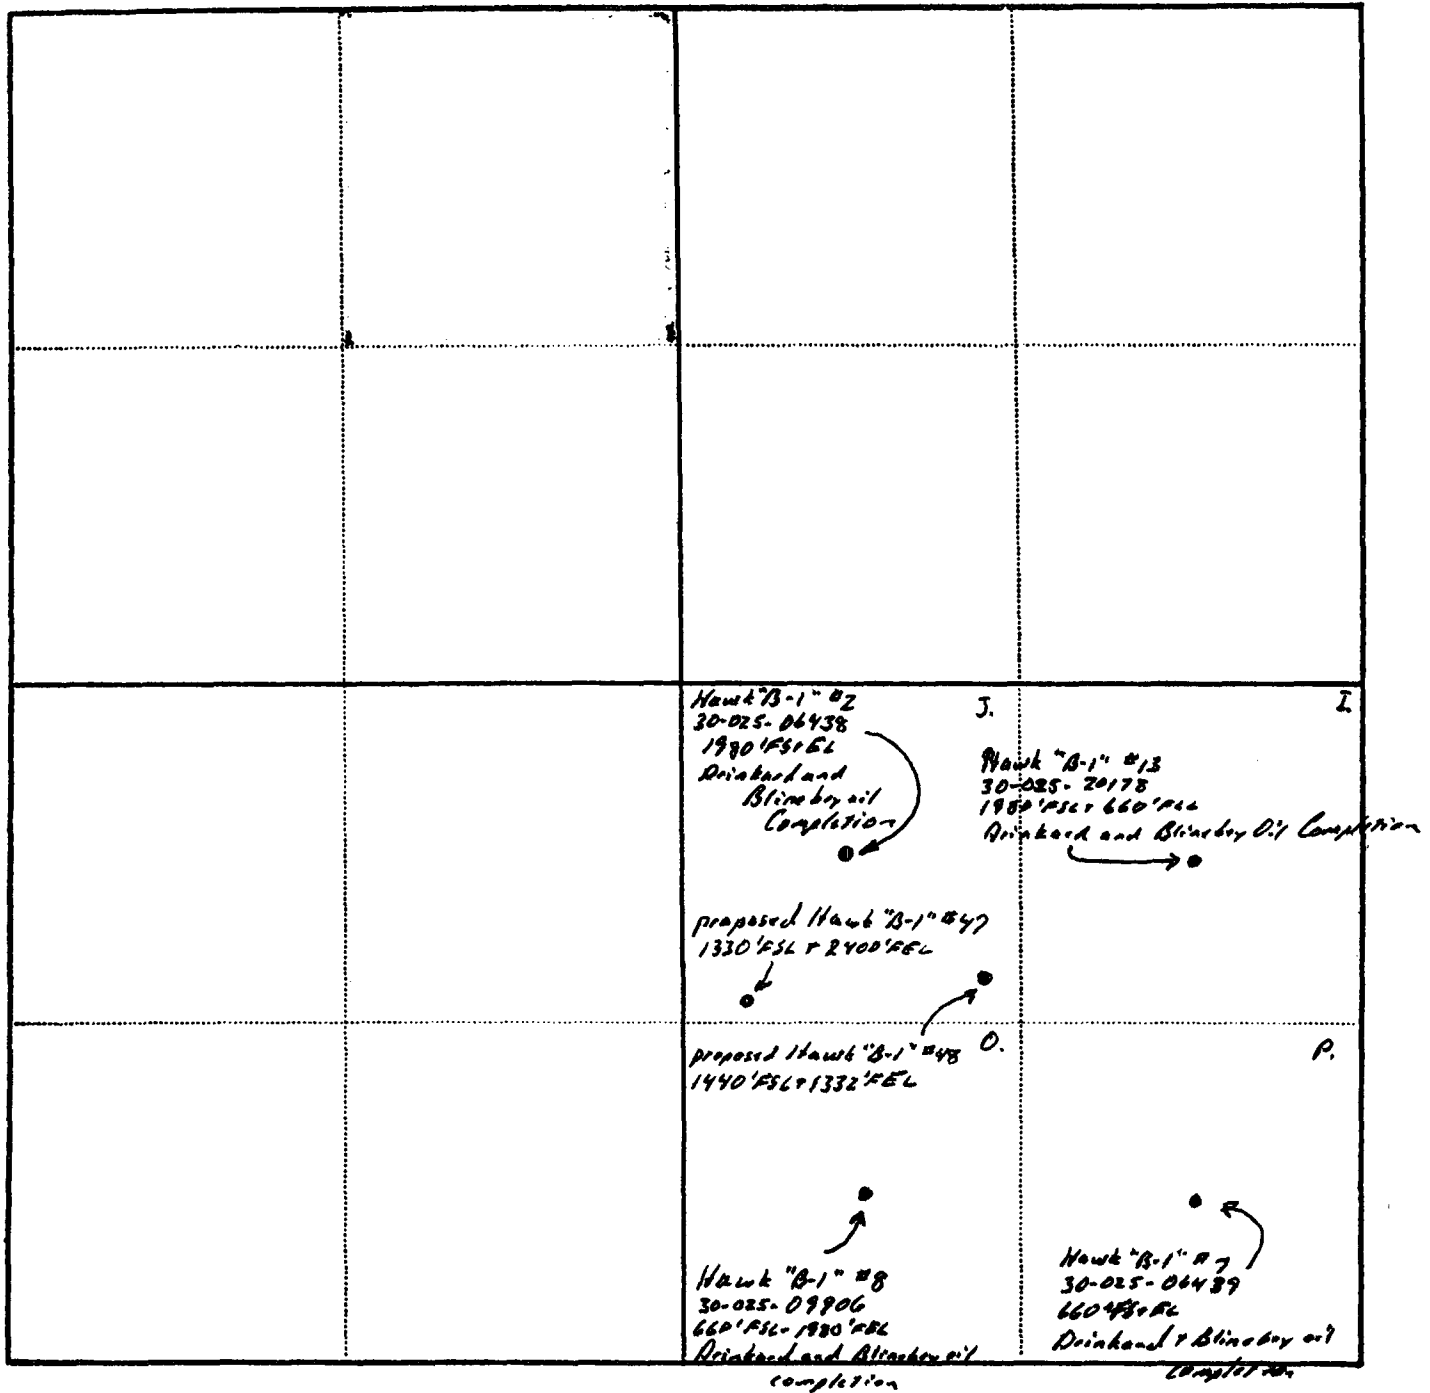 Hawk "B-1" #2
30-025-06438
1980'FS+EL
Drinkard and
Blinebry oil
Completion
J.
I.
Hawk "B-1" #13
30-025-20178
1980'FSL+ 660'FEL
Drinkard and Blinebry Oil Completion
proposed Hawk "B-1" #47
1330'FSL + 2400'FEL
proposed Hawk "B-1" #48
1440'FSL+1332'FEL
O.
P.
Hawk "B-1" #8
30-025-09906
660'FSL- 1980'FEL
Drinkard and Blinebry oil
completion
Hawk "B-1" #7
30-025-06439
660'FS+EL
Drinkard + Blinebry oil
completion